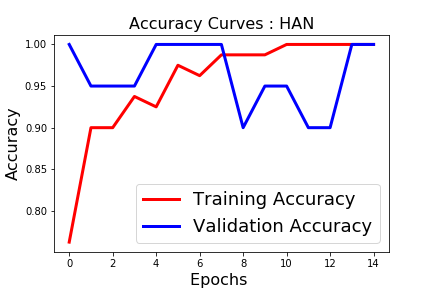 Accuracy Curves : HAN
1.00
0.95
0.90
0.85
0.80
Accuracy
Training Accuracy
Validation Accuracy
0 2 4 6 8 10 12 14
Epochs